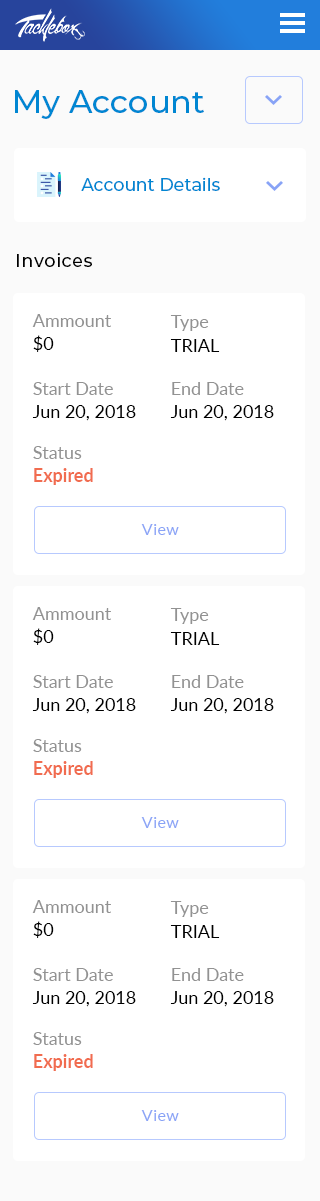 Tacklebox
My Account
Account Details
Invoices
Ammount Type
$0 TRIAL
Start Date End Date
Jun 20, 2018 Jun 20, 2018
Status
Expired
View
Ammount Type
$0 TRIAL
Start Date End Date
Jun 20, 2018 Jun 20, 2018
Status
Expired
View
Ammount Type
$0 TRIAL
Start Date End Date
Jun 20, 2018 Jun 20, 2018
Status
Expired
View